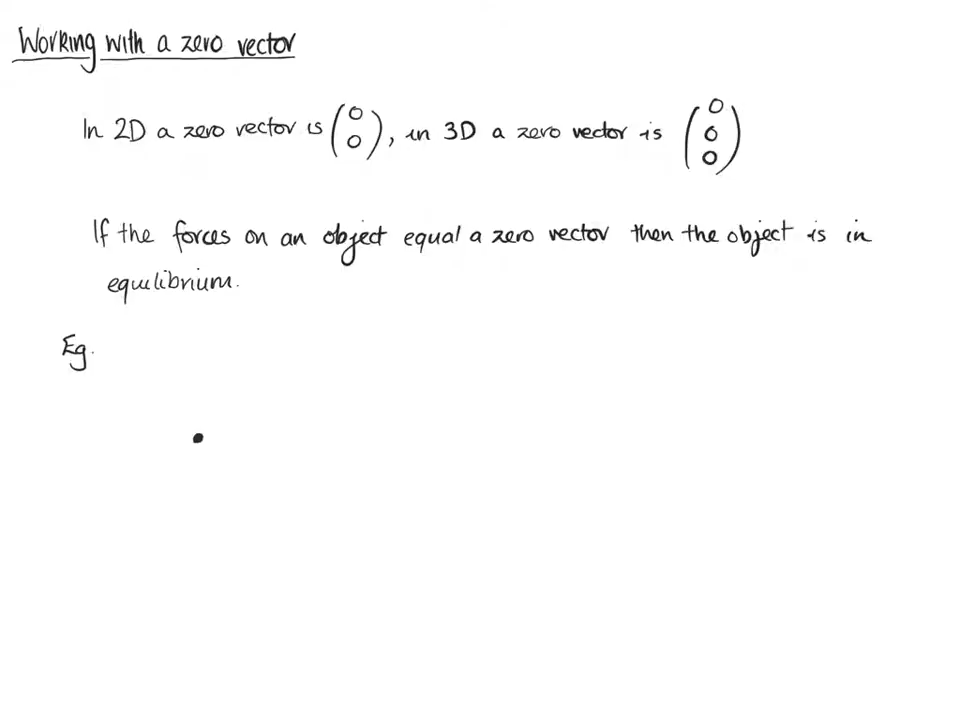 Working with a zero vector
In 2D a zero vector is (0 0), in 3D a zero vector is (0 0 0)
If the forces on an object equal a zero vector then the object is in
equilibrium.
Eg.